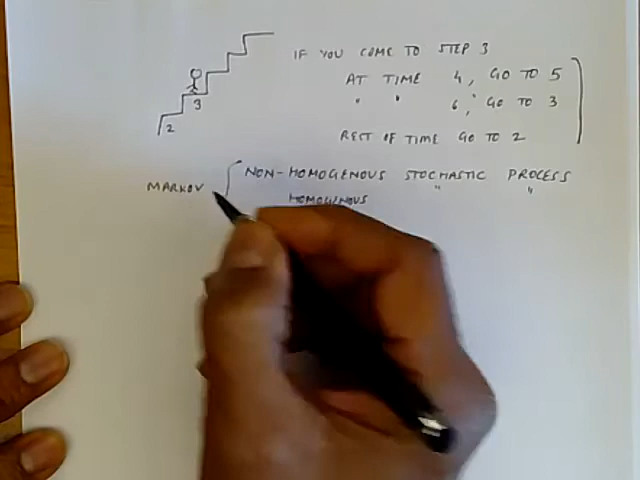 IF YOU COME TO STEP 3
AT TIME 4, GO TO 5
" " 6, GO TO 3
REST OF TIME GO TO 2
3
2
MARKOV
NON-HOMOGENOUS STOCHASTIC PROCESS
HOMOGENOUS " "